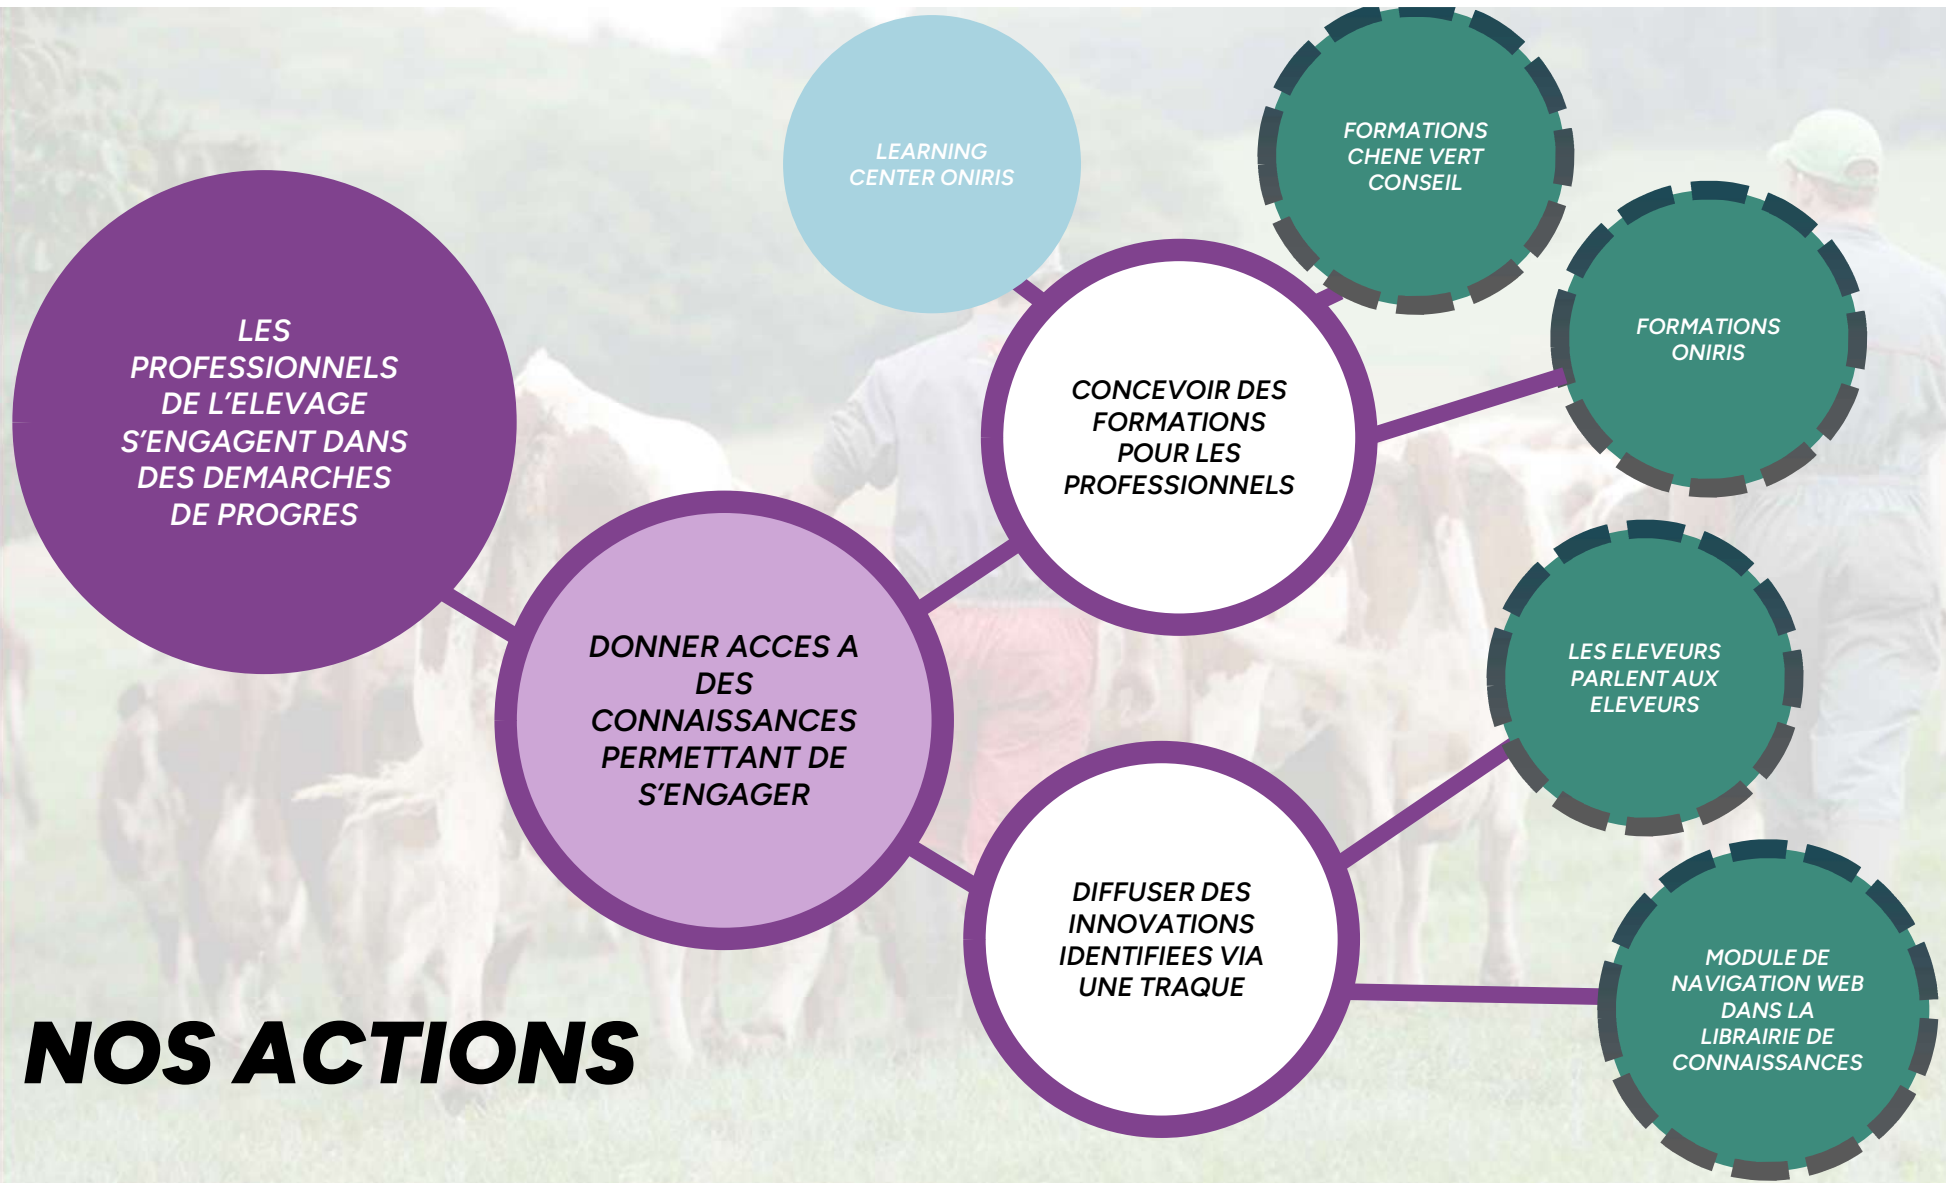 LEARNING
CENTER ONIRIS
FORMATIONS
CHENE VERT
CONSEIL
FORMATIONS
ONIRIS
LES
PROFESSIONNELS
DE L'ELEVAGE
S'ENGAGENT DANS
DES DEMARCHES
DE PROGRES
CONCEVOIR DES
FORMATIONS
POUR LES
PROFESSIONNELS
DONNER ACCES A
DES
CONNAISSANCES
PERMETTANT DE
S'ENGAGER
LES ELEVEURS
PARLENT AUX
ELEVEURS
DIFFUSER DES
INNOVATIONS
IDENTIFIEES VIA
UNE TRAQUE
MODULE DE
NAVIGATION WEB
DANS LA
LIBRAIRIE DE
CONNAISSANCES
NOS ACTIONS